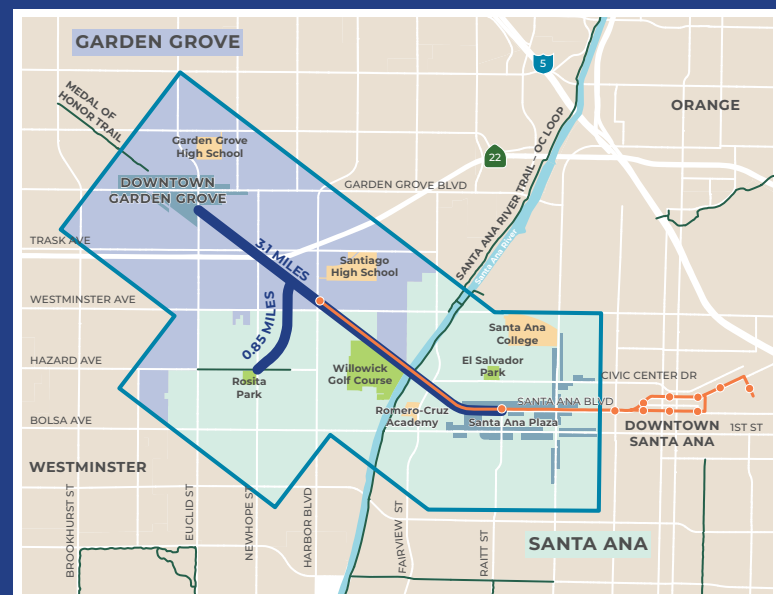 GARDEN GROVE
5
MEDAL OF
HONOR TRAIL
ORANGE
Garden Grove
High School
22
DOWNTOWN
GARDEN GROVE
GARDEN GROVE BLVD
SANTA ANA RIVER TRAIL - OC LOOP
Santa Ana River
TRASK AVE
3.1 MILES
Santiago
High School
WESTMINSTER AVE
0.85 MILES
Santa Ana
College
HAZARD AVE
El Salvador
Park
Willowick
Golf Course
Rosita
Park
CIVIC CENTER DR
SANTA ANA BLVD
Romero-Cruz
Academy
Santa Ana Plaza
BOLSA AVE
DOWNTOWN
SANTA ANA
1ST ST
WESTMINSTER
BROOKHURST ST
EUCLID ST
NEWHOPE ST
HARBOR BLVD
FAIRVIEW ST
RAITT ST
SANTA ANA